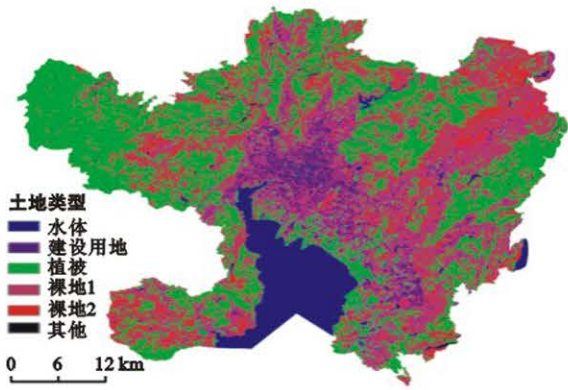 土地类型
水体
建设用地
植被
裸地1
裸地2
其他
0 6 12 km